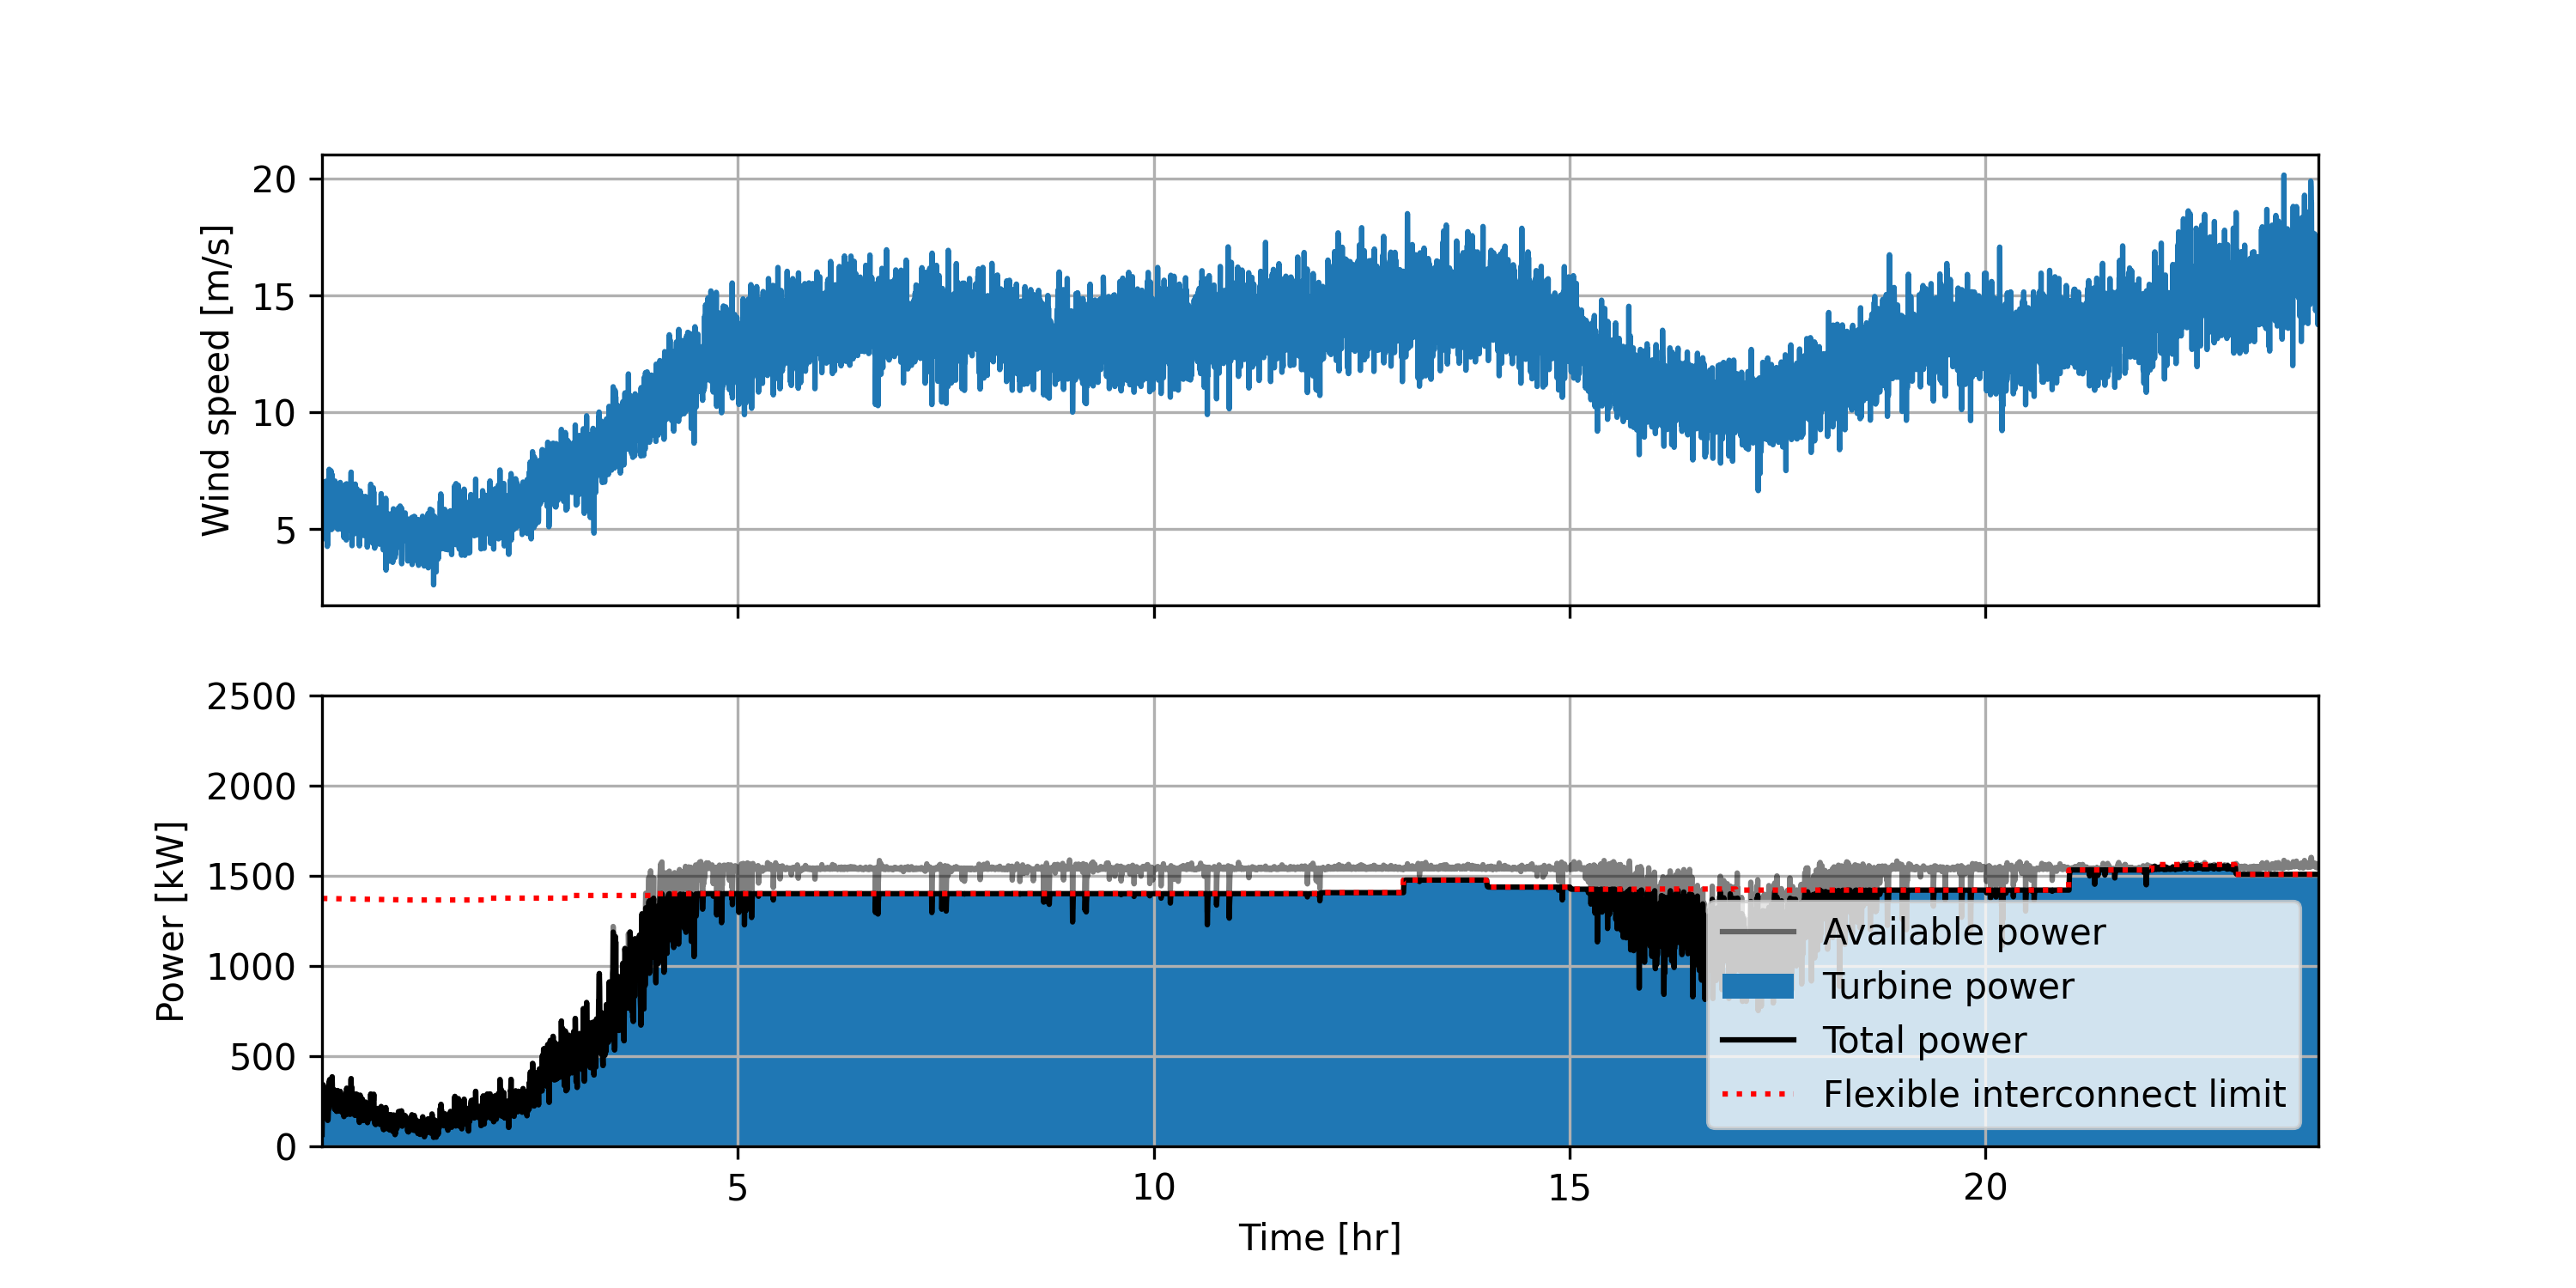 20
15
10
5
Wind speed [m/s]
2500
2000
1500
1000
500
0
Power [kW]
Available power
Turbine power
Total power
Flexible interconnect limit
5 10 15 20
Time [hr]